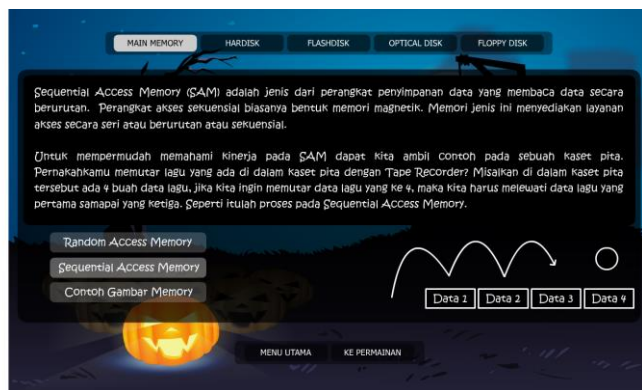 MAIN MEMORY HARDISK FLASHDISK OPTICAL DISK FLOPPY DISK
Sequential Access Memory (SAM) adalah jenis dari perangkat penyimpanan data yang membaca data secara
berurutan. Perangkat akses sekuensial biasanya bentuk memori magnetik. Memori jenis ini menyediakan layanan
akses secara seri atau berurutan atau sekuensial.
Untuk mempermudah memahami kinerja pada SAM dapat kita ambil contoh pada sebuah kaset pita.
Pernakahkamu memutar lagu yang ada di dalam kaset pita dengan Tape Recorder? Misalkan di dalam kaset pita
tersebut ada 4 buah data lagu, jika kita ingin memutar data lagu yang ke 4, maka kita harus melewati data lagu yang
pertama samapai yang ketiga. Seperti itulah proses pada Sequential Access Memory.
Random Access Memory
Sequential Access Memory
Contoh Gambar Memory
Data 1 Data 2 Data 3 Data 4
MENU UTAMA KE PERMAINAN